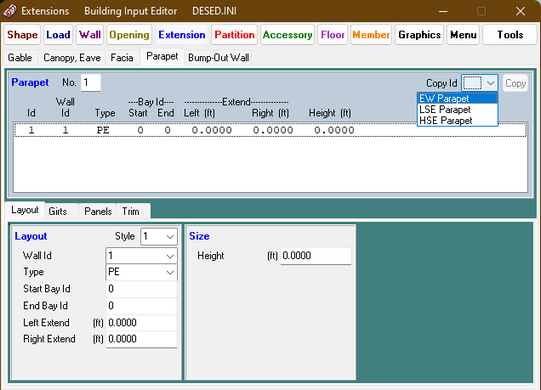 Extensions Building Input Editor DESED.INI
Shape Load Wall Opening Extension Partition Accessory Floor Member Graphics Menu Tools
Gable Canopy, Eave Facia Parapet Bump-Out Wall
Parapet No. 1 Copy Id Copy
EW Parapet
LSE Parapet
HSE Parapet
Wall ----Bay Id---- --------------Extend--------------
Id Id Type Start End Left (ft) Right (ft) Height (ft)
1 1 PE 0 0 0.0000 0.0000 0.0000
Layout Girts Panels Trim
Layout Style 1
Wall Id 1
Type PE
Start Bay Id 0
End Bay Id 0
Left Extend (ft) 0.0000
Right Extend (ft) 0.0000
Size
Height (ft) 0.0000